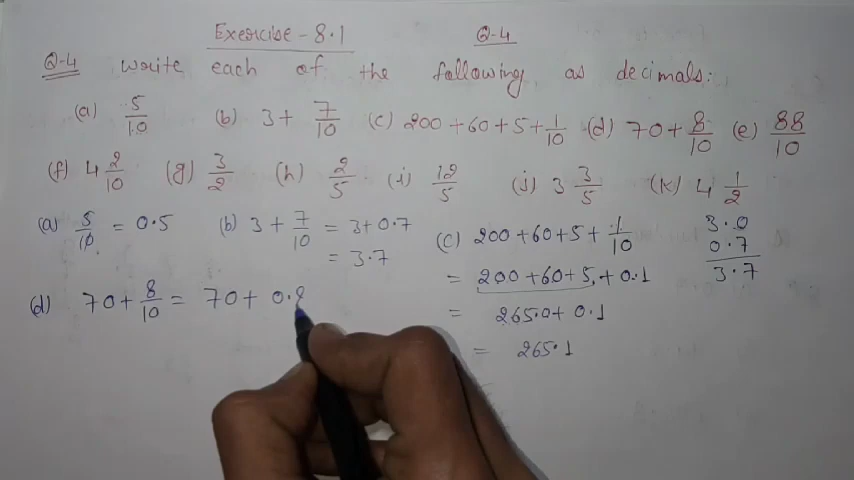 Exercise - 8.1 Q-4
Q-4 write each of the following as decimals:
(a) 5/10 (b) 3 + 7/10 (c) 200 + 60 + 5 + 1/10 (d) 70 + 8/10 (e) 88/10
(f) 4 2/10 (g) 3/2 (h) 2/5 (i) 12/5 (j) 3 3/5 (k) 4 1/2
(a) 5/10 = 0.5
(b) 3 + 7/10 = 3 + 0.7
= 3.7
(c) 200 + 60 + 5 + 1/10
= 200 + 60 + 5 + 0.1
= 265.0 + 0.1
= 265.1
3.0
0.7
3.7
(d) 70 + 8/10 = 70 + 0.8